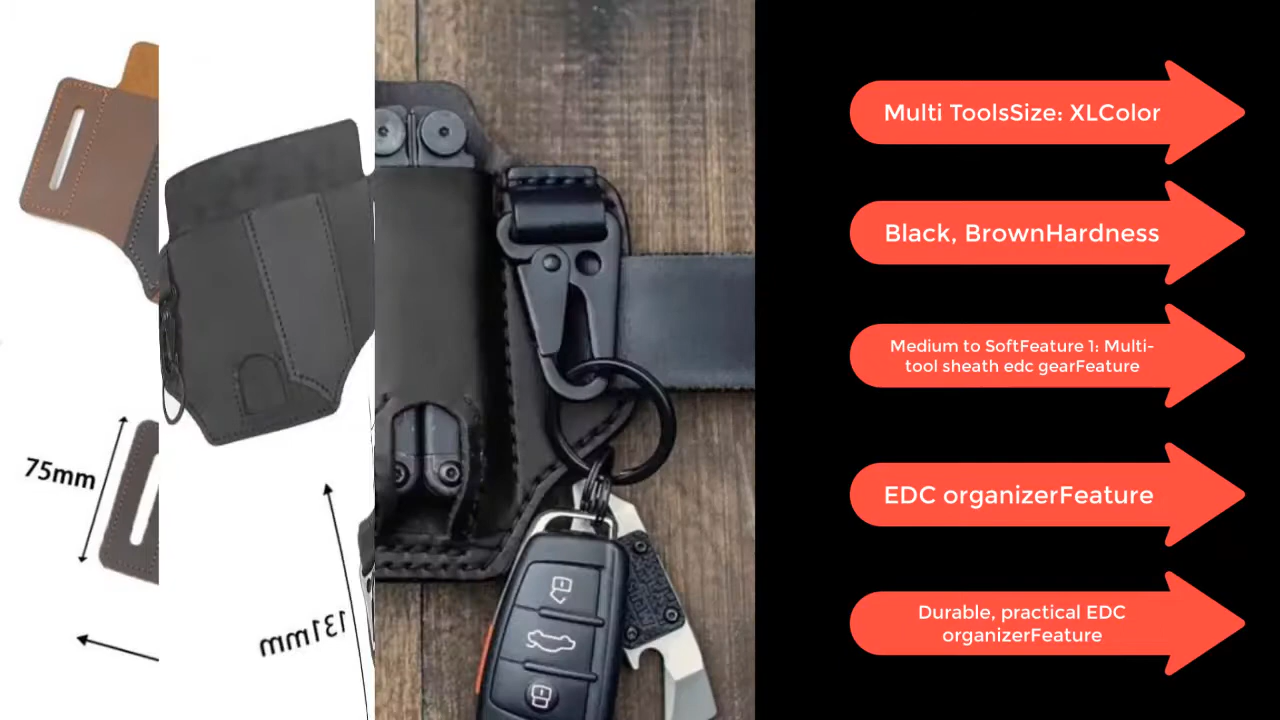 Multi ToolsSize: XLColor
Black, BrownHardness
Medium to SoftFeature 1: Multi-
tool sheath edc gearFeature
75mm
EDC organizerFeature
131mm
Durable, practical EDC
organizerFeature